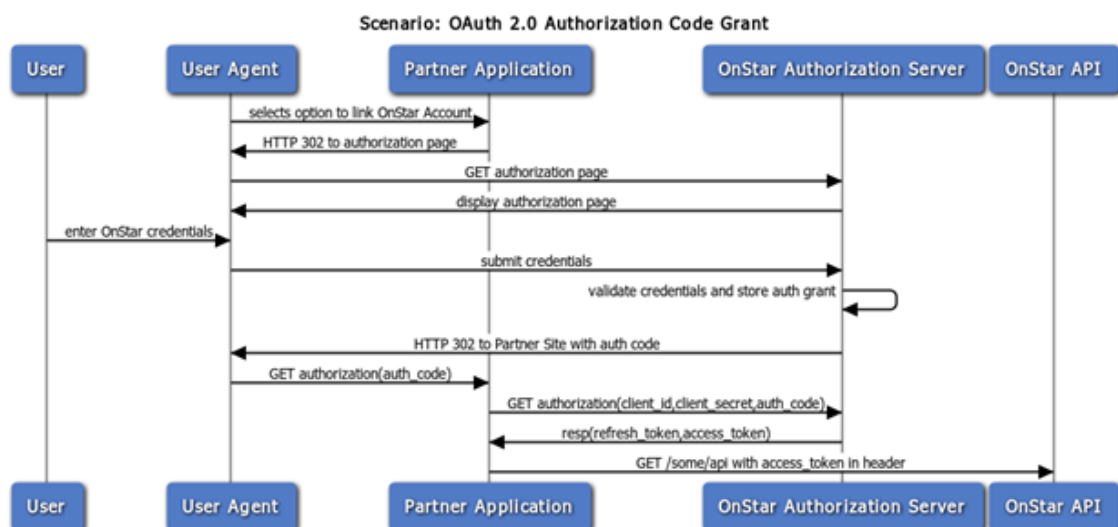 Scenario: OAuth 2.0 Authorization Code Grant
User
User Agent
Partner Application
OnStar Authorization Server
OnStar API
selects option to link OnStar Account
HTTP 302 to authorization page
GET authorization page
display authorization page
enter OnStar credentials
submit credentials
validate credentials and store auth grant
HTTP 302 to Partner Site with auth code
GET authorization(auth_code)
GET authorization(client_id,client_secret,auth_code)
resp(refresh_token,access_token)
GET /some/api with access_token in header
User
User Agent
Partner Application
OnStar Authorization Server
OnStar API